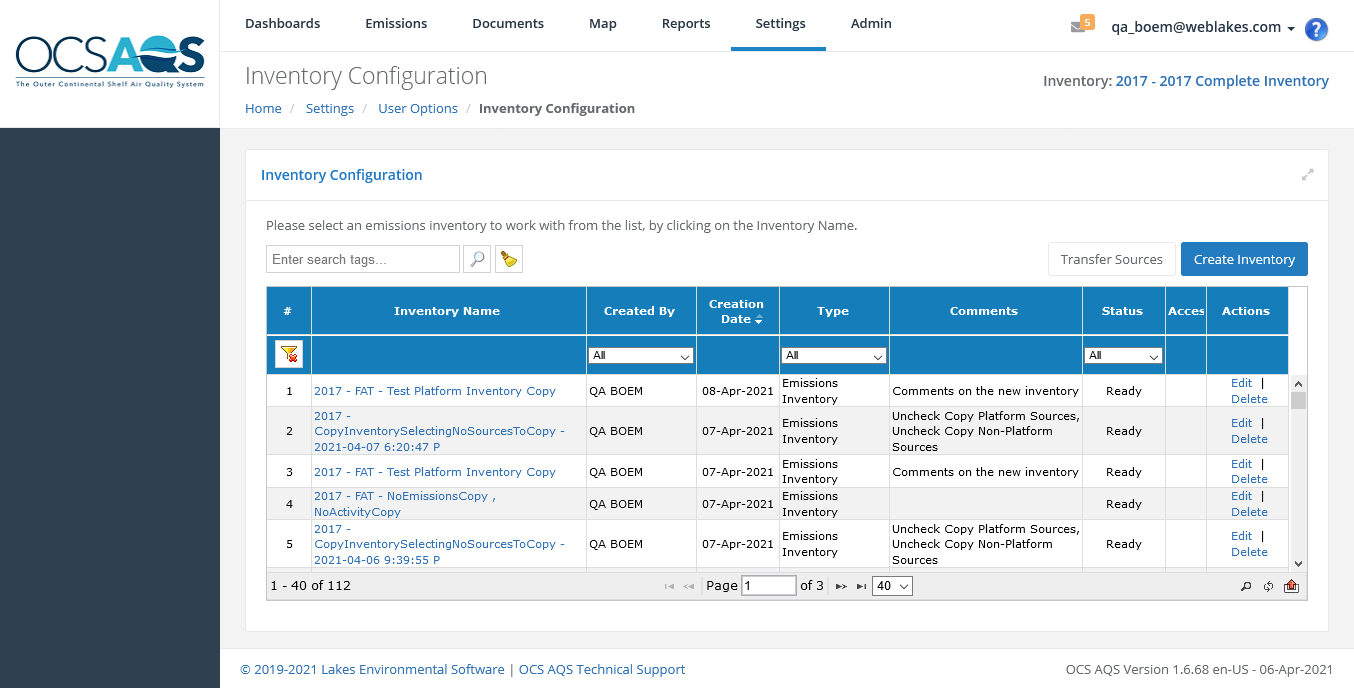 OCSAQS
The Outer Continental Shelf Air Quality System
Dashboards Emissions Documents Map Reports Settings Admin
5
qa_boem@weblakes.com
?
Inventory Configuration
Inventory: 2017 - 2017 Complete Inventory
Home / Settings / User Options / Inventory Configuration
Inventory Configuration
Please select an emissions inventory to work with from the list, by clicking on the Inventory Name.
Enter search tags...
Transfer Sources
Create Inventory
# Inventory Name Created By Creation Date Type Comments Status Acces Actions
All All All
1 2017 - FAT - Test Platform Inventory Copy QA BOEM 08-Apr-2021 Emissions Inventory Comments on the new inventory Ready Edit | Delete
2 2017 - CopyInventorySelectingNoSourcesToCopy - 2021-04-07 6:20:47 P QA BOEM 07-Apr-2021 Emissions Inventory Uncheck Copy Platform Sources, Uncheck Copy Non-Platform Sources Ready Edit | Delete
3 2017 - FAT - Test Platform Inventory Copy QA BOEM 07-Apr-2021 Emissions Inventory Comments on the new inventory Ready Edit | Delete
4 2017 - FAT - NoEmissionsCopy , NoActivityCopy QA BOEM 07-Apr-2021 Emissions Inventory Ready Edit | Delete
5 2017 - CopyInventorySelectingNoSourcesToCopy - 2021-04-06 9:39:55 P QA BOEM 07-Apr-2021 Emissions Inventory Uncheck Copy Platform Sources, Uncheck Copy Non-Platform Sources Ready Edit | Delete
1 - 40 of 112 Page 1 of 3 40
© 2019-2021 Lakes Environmental Software | OCS AQS Technical Support
OCS AQS Version 1.6.68 en-US - 06-Apr-2021